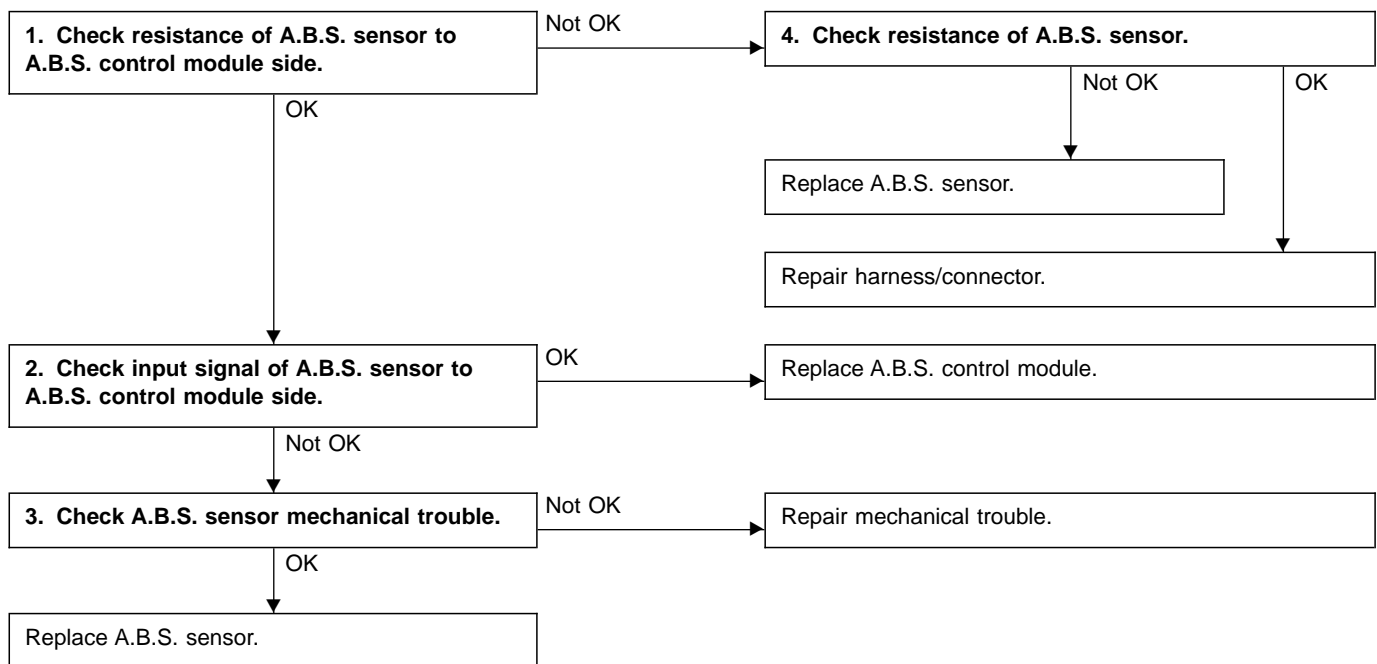 1. Check resistance of A.B.S. sensor to
A.B.S. control module side.
Not OK
4. Check resistance of A.B.S. sensor.
OK
Not OK
OK
Replace A.B.S. sensor.
Repair harness/connector.
2. Check input signal of A.B.S. sensor to
A.B.S. control module side.
OK
Replace A.B.S. control module.
Not OK
3. Check A.B.S. sensor mechanical trouble.
Not OK
Repair mechanical trouble.
OK
Replace A.B.S. sensor.